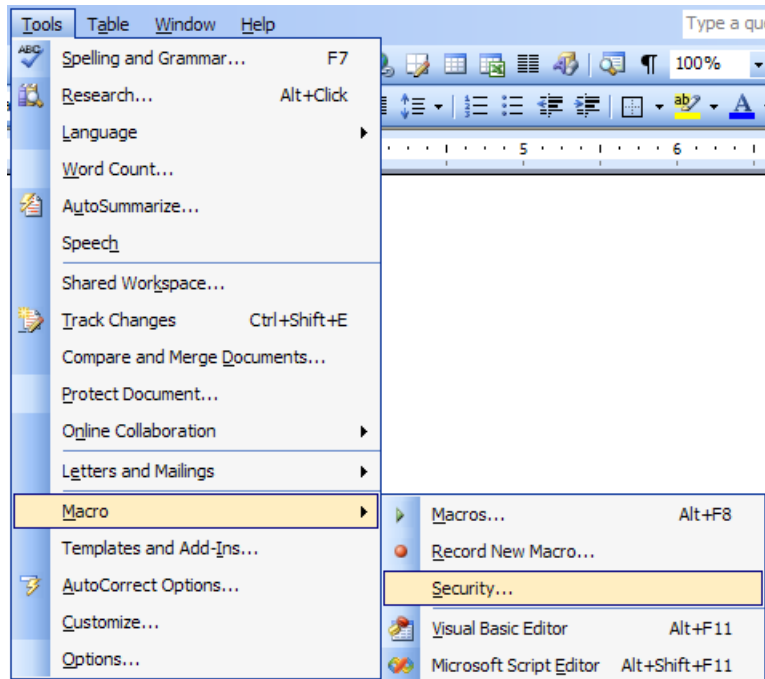 Tools Table Window Help Type a que
ABC Spelling and Grammar... F7
100%
Research... Alt+Click
ab A
Language
5 6
Word Count...
AutoSummarize...
Speech
Shared Workspace...
Track Changes Ctrl+Shift+E
Compare and Merge Documents...
Protect Document...
Online Collaboration
Letters and Mailings
Macro
Macros... Alt+F8
Templates and Add-Ins...
Record New Macro...
AutoCorrect Options...
Security...
Customize...
Visual Basic Editor Alt+F11
Options...
Microsoft Script Editor Alt+Shift+F11